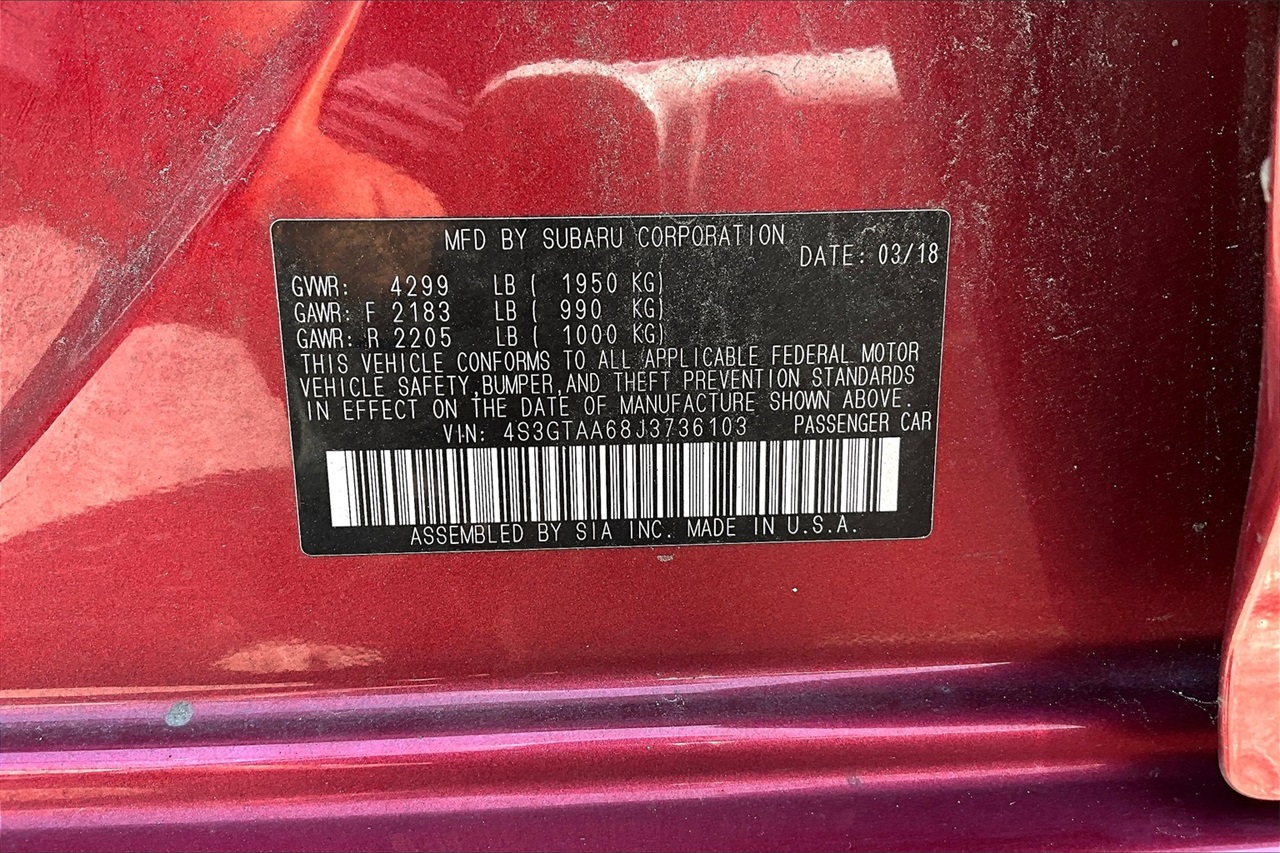 MFD BY SUBARU CORPORATION
DATE: 03/18
GVWR: 4299 LB ( 1950 KG)
GAWR: F 2183 LB ( 990 KG)
GAWR: R 2205 LB ( 1000 KG)
THIS VEHICLE CONFORMS TO ALL APPLICABLE FEDERAL MOTOR
VEHICLE SAFETY,BUMPER,AND THEFT PREVENTION STANDARDS
IN EFFECT ON THE DATE OF MANUFACTURE SHOWN ABOVE.
VIN: 4S3GTAA68J3736103 PASSENGER CAR
ASSEMBLED BY SIA INC. MADE IN U.S.A.